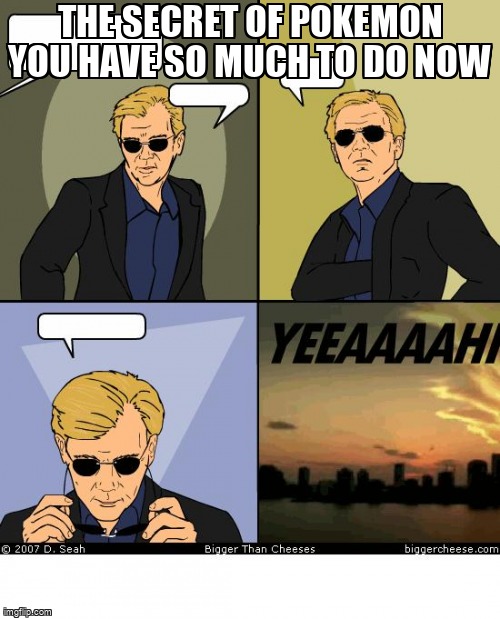 THE SECRET OF POKEMON
YOU HAVE SO MUCH TO DO NOW
YEEAAAAH
© 2007 D. Seah
Bigger Than Cheeses
biggercheese.com
imgflip.com